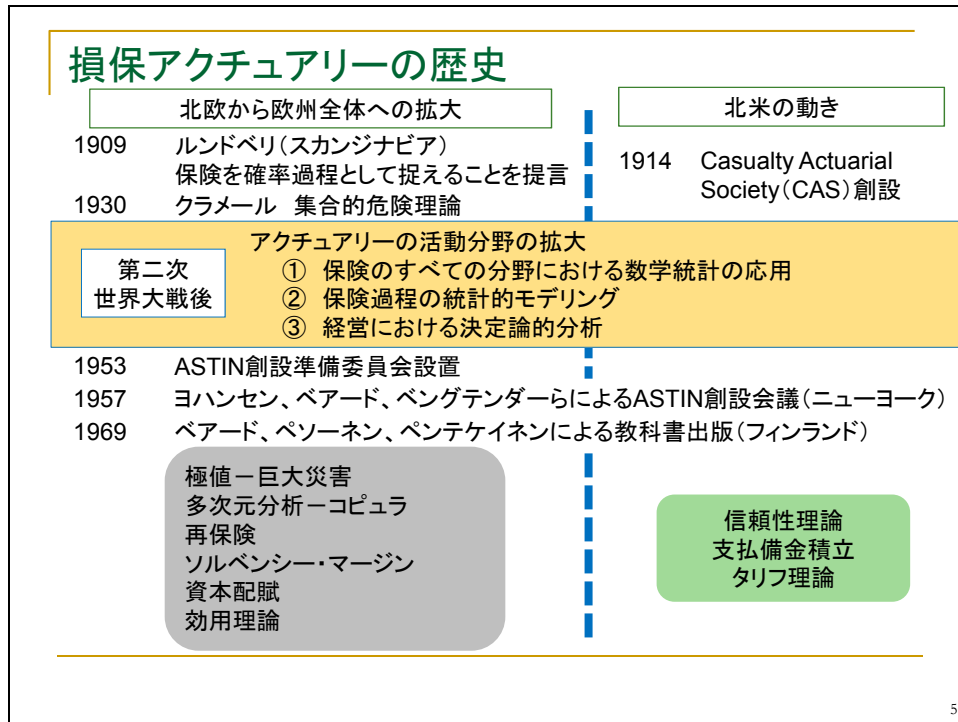 損保アクチュアリーの歴史
北欧から欧州全体への拡大
1909 ルンドベリ(スカンジナビア)
保険を確率過程として捉えることを提言
1930 クラメール 集合的危険理論
北米の動き
1914 Casualty Actuarial
Society(CAS)創設
第二次
世界大戦後
アクチュアリーの活動分野の拡大
① 保険のすべての分野における数学統計の応用
② 保険過程の統計的モデリング
③ 経営における決定論的分析
1953 ASTIN創設準備委員会設置
1957 ヨハンセン、ベアード、ベングテンダーらによるASTIN創設会議(ニューヨーク)
1969 ベアード、ペソーネン、ペンテケイネンによる教科書出版(フィンランド)
極値-巨大災害
多次元分析-コピュラ
再保険
ソルベンシー・マージン
資本配賦
効用理論
信頼性理論
支払備金積立
タリフ理論
5